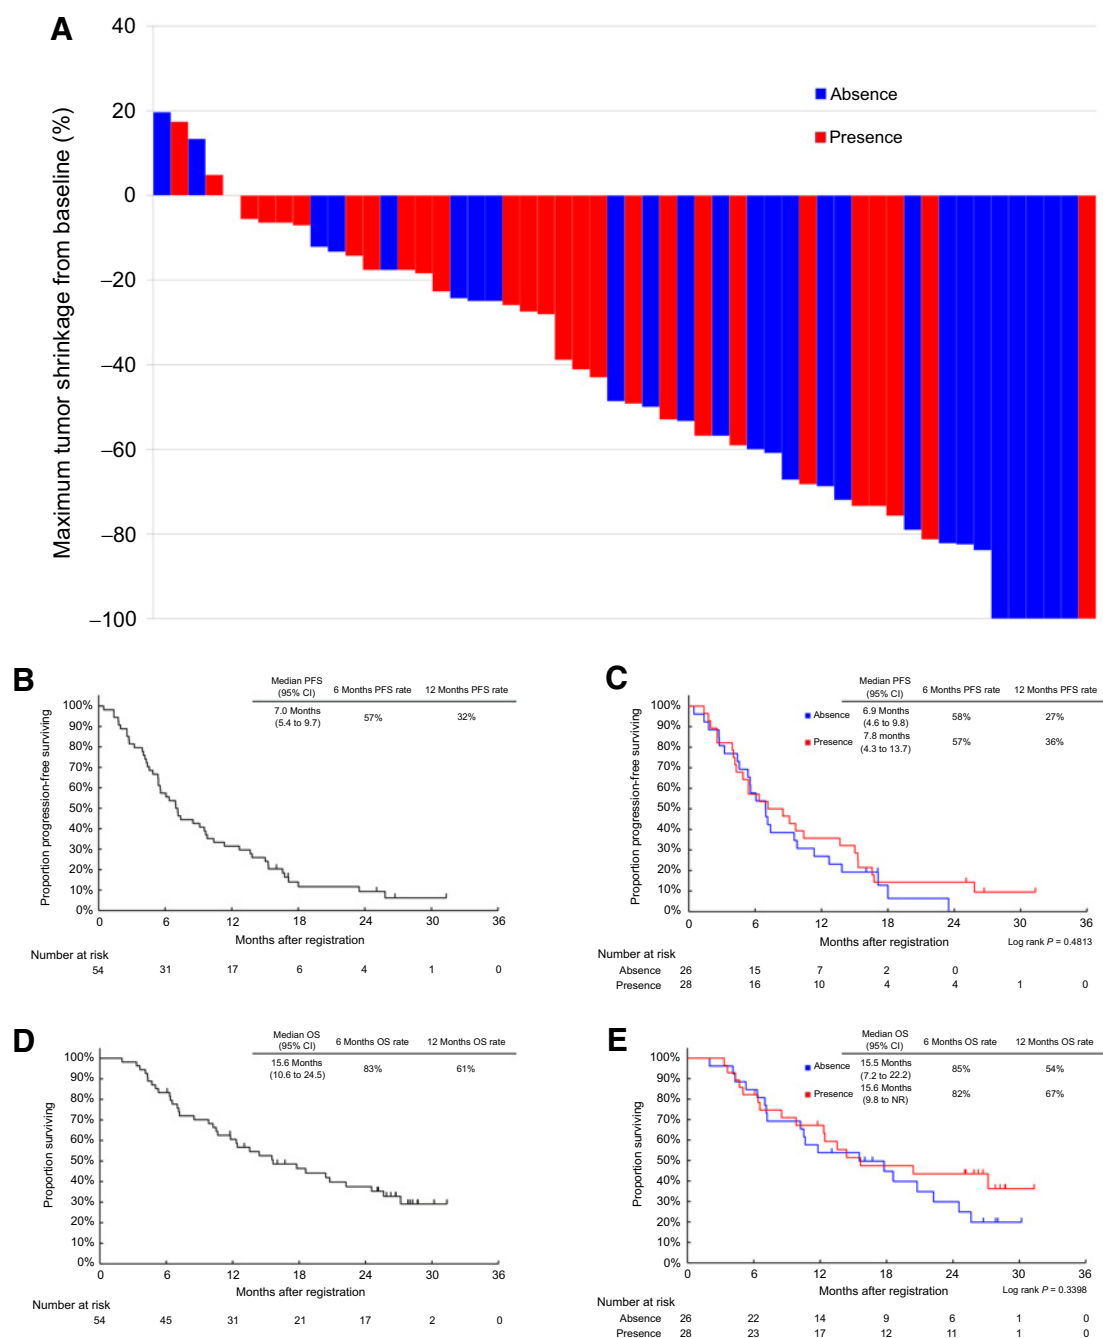 A
Maximum tumor shrinkage from baseline (%)
40
20
0
–20
–40
–60
–80
–100
Absence
Presence
B
Median PFS
(95% CI) 6 Months PFS rate 12 Months PFS rate
7.0 Months
(5.4 to 9.7) 57% 32%
Proportion progression-free surviving
100%
90%
80%
70%
60%
50%
40%
30%
20%
10%
0%
0 6 12 18 24 30 36
Months after registration
Number at risk
54 31 17 6 4 1 0
C
Median PFS
(95% CI) 6 Months PFS rate 12 Months PFS rate
Absence 6.9 Months
(4.6 to 9.8) 58% 27%
Presence 7.8 months
(4.3 to 13.7) 57% 36%
Proportion progression-free surviving
100%
90%
80%
70%
60%
50%
40%
30%
20%
10%
0%
0 6 12 18 24 30 36
Months after registration
Log rank P = 0.4813
Number at risk
Absence 26 15 7 2 0
Presence 28 16 10 4 4 1 0
D
Median OS
(95% CI) 6 Months OS rate 12 Months OS rate
15.6 Months
(10.6 to 24.5) 83% 61%
Proportion surviving
100%
90%
80%
70%
60%
50%
40%
30%
20%
10%
0%
0 6 12 18 24 30 36
Months after registration
Number at risk
54 45 31 21 17 2 0
E
Median OS
(95% CI) 6 Months OS rate 12 Months OS rate
Absence 15.5 Months
(7.2 to 22.2) 85% 54%
Presence 15.6 Months
(9.8 to NR) 82% 67%
Proportion surviving
100%
90%
80%
70%
60%
50%
40%
30%
20%
10%
0%
0 6 12 18 24 30 36
Months after registration
Log rank P = 0.3398
Number at risk
Absence 26 22 14 9 6 1 0
Presence 28 23 17 12 11 1 0